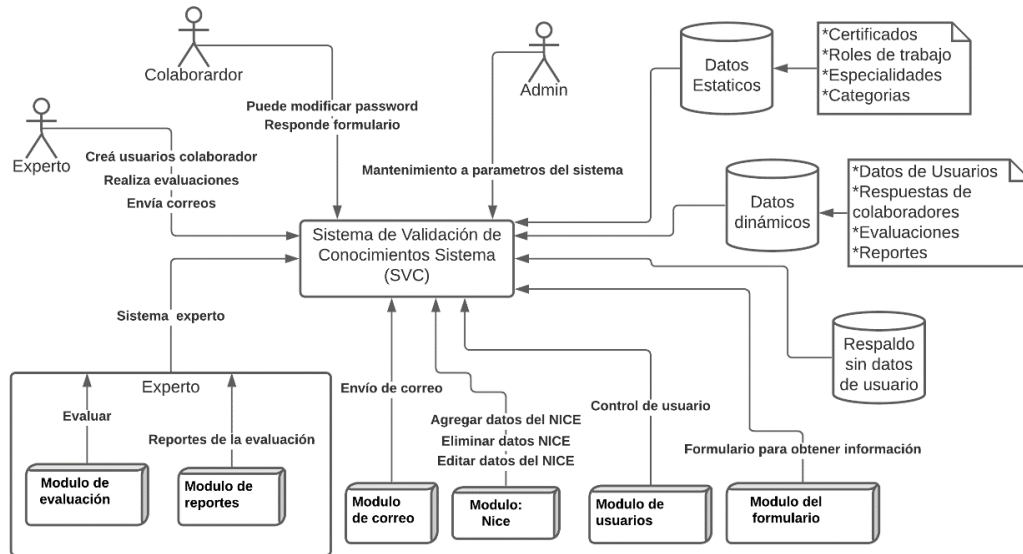 Colaborardor
Experto
Admin
Puede modificar password
Responde formulario
Creá usuarios colaborador
Realiza evaluaciones
Envía correos
Mantenimiento a parametros del sistema
Datos
Estaticos
*Certificados
*Roles de trabajo
*Especialidades
*Categorias
Datos
dinámicos
*Datos de Usuarios
*Respuestas de
colaboradores
*Evaluaciones
*Reportes
Sistema de Validación de
Conocimientos Sistema
(SVC)
Respaldo
sin datos
de usuario
Sistema experto
Experto
Evaluar
Reportes de la evaluación
Modulo de
evaluación
Modulo de
reportes
Envío de correo
Agregar datos del NICE
Eliminar datos NICE
Editar datos del NICE
Control de usuario
Formulario para obtener información
Modulo
de correo
Modulo:
Nice
Modulo de
usuarios
Modulo del
formulario